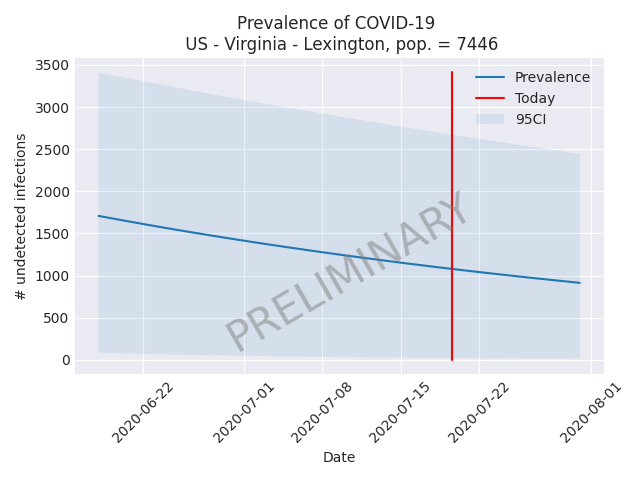 Prevalence of COVID-19
US - Virginia - Lexington, pop. = 7446
# undetected infections
3500
3000
2500
2000
1500
1000
500
0
Prevalence
Today
95CI
PRELIMINARY
2020-06-22
2020-07-01
2020-07-08
2020-07-15
2020-07-22
2020-08-01
Date